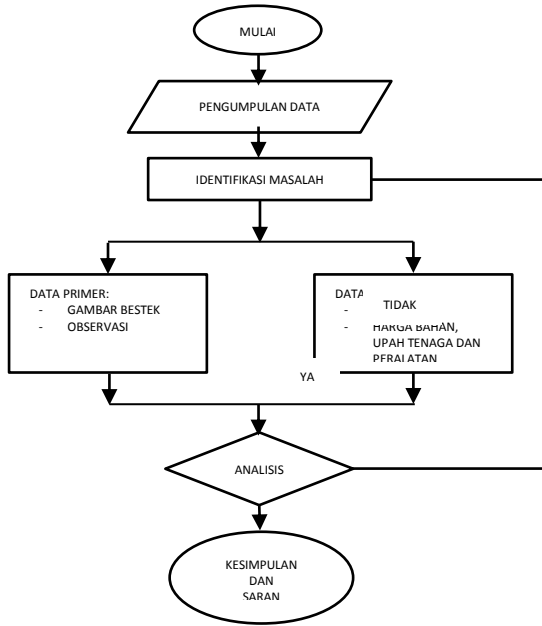 MULAI
PENGUMPULAN DATA
IDENTIFIKASI MASALAH
DATA PRIMER:
- GAMBAR BESTEK
- OBSERVASI
DATA
-
TIDAK
- HARGA BAHAN,
UPAH TENAGA DAN
PERALATAN
YA
ANALISIS
KESIMPULAN
DAN
SARAN